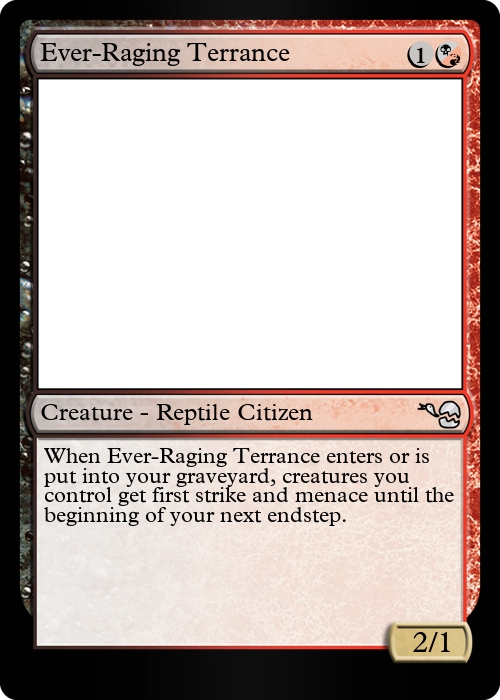 Ever-Raging Terrance 1
Creature - Reptile Citizen
When Ever-Raging Terrance enters or is
put into your graveyard, creatures you
control get first strike and menace until the
beginning of your next endstep.
2/1